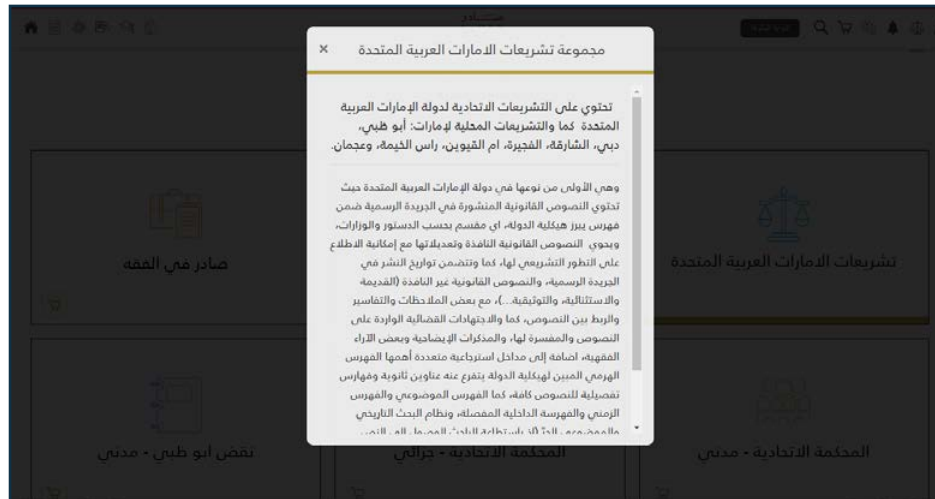 صادر
مجموعة تشريعات الامارات العربية المتحدة
×
تحتوي على التشريعات الاتحادية لدولة الإمارات العربية
المتحدة كما والتشريعات المحلية لإمارات: أبو ظبي،
دبي، الشارقة، الفجيرة، ام القيوين، راس الخيمة، وعجمان.
وهي الأولى من نوعها في دولة الإمارات العربية المتحدة حيث
تحتوي النصوص القانونية المنشورة في الجريدة الرسمية ضمن
فهرس يبرز هيكلية الدولة، اي مقسم بحسب الدستور والوزارات،
ويحوي النصوص القانونية النافذة وتعديلاتها مع إمكانية الاطلاع
على التطور التشريعي لها، كما وتتضمن تواريخ النشر في
الجريدة الرسمية، والنصوص القانونية غير النافذة (القديمة
والاستثنائية، والتوثيقية...)، مع بعض الملاحظات والتفاسير
والربط بين النصوص، كما والاجتهادات القضائية الواردة على
النصوص والمفسرة لها، والمذكرات الإيضاحية وبعض الآراء
الفقهية، اضافة إلى مداخل استرجاعية متعددة أهمها الفهرس
الهرمي المبين لهيكلية الدولة يتفرع عنه عناوين ثانوية وفهارس
تفصيلية للنصوص كافة، كما الفهرس الموضوعي والفهرس
الزمني والفهرسة الداخلية المفصلة، ونظام البحث التاريخي
تشريعات الامارات العربية المتحدة
صادر في الفقه
المحكمة الاتحادية - مدني
المحكمة الاتحادية - جزائي
نقض ابو ظبي - مدني